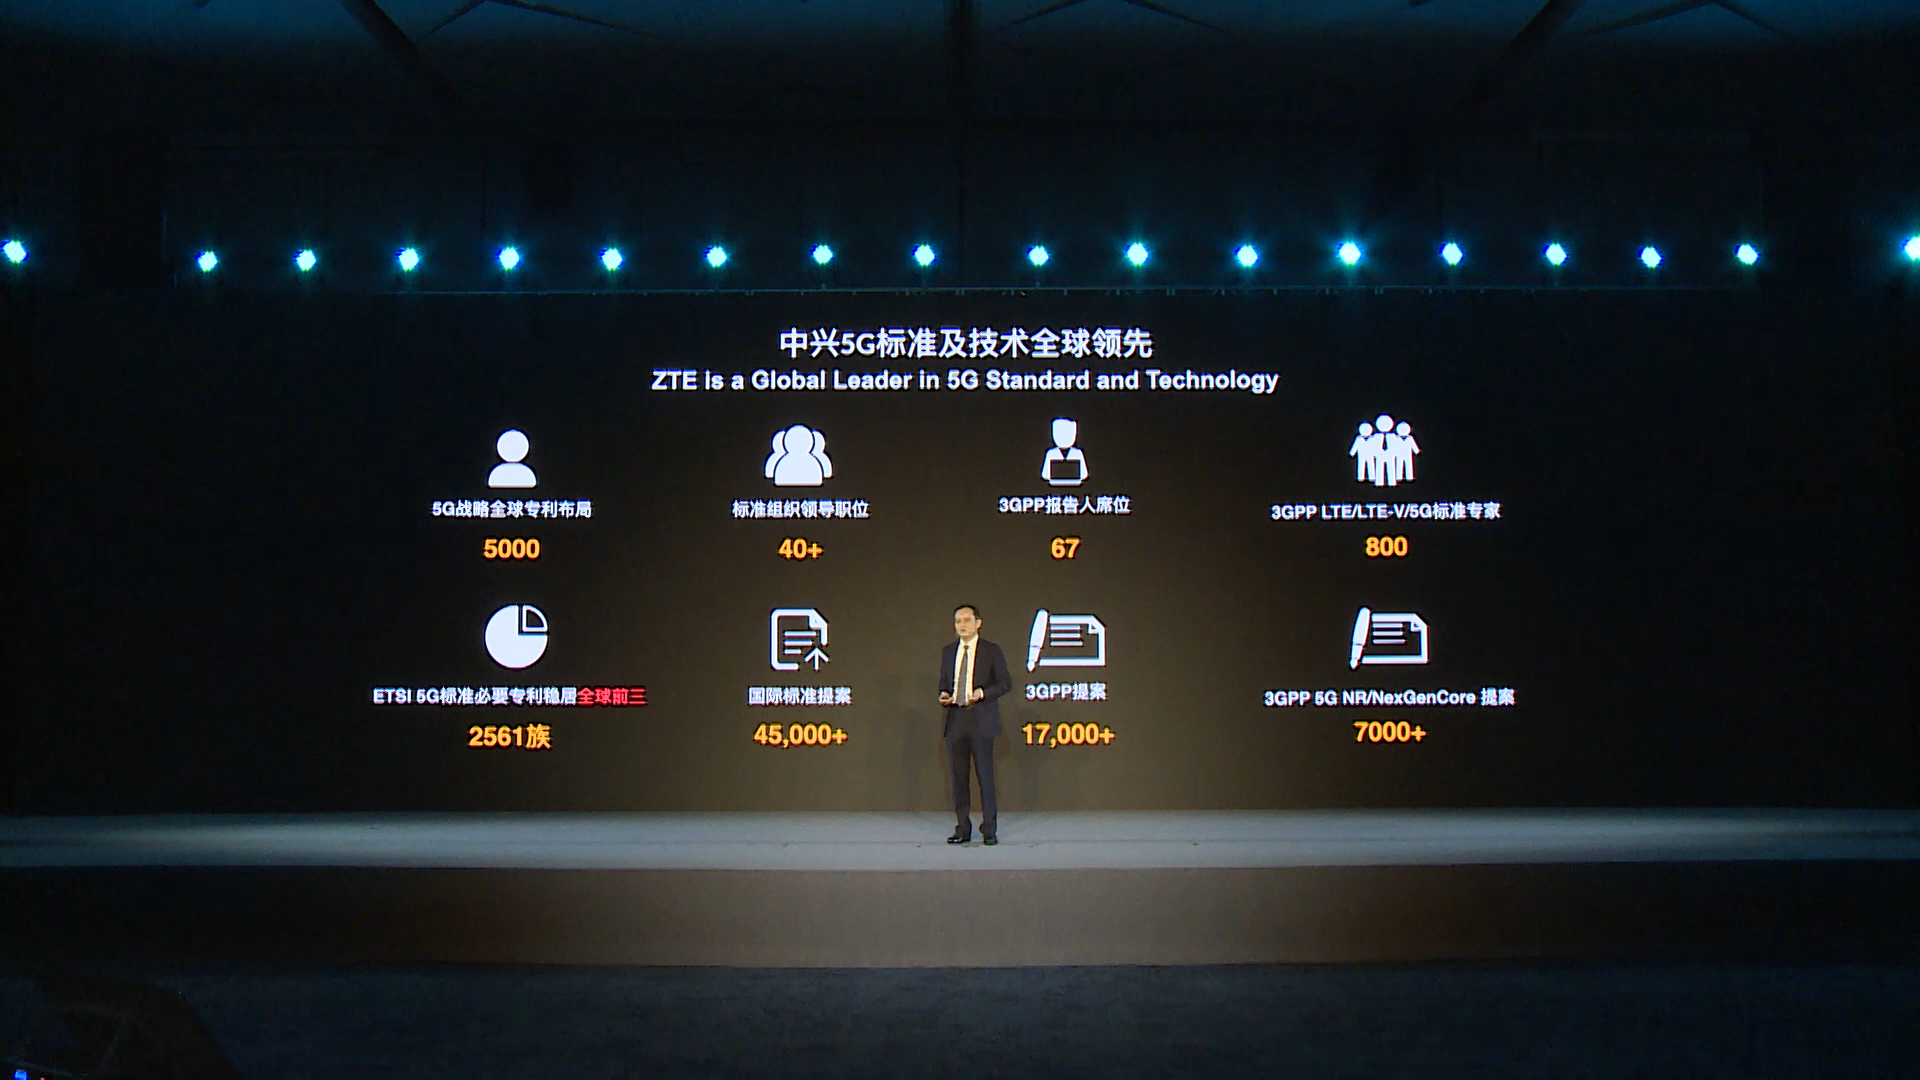 中兴5G标准及技术全球领先
ZTE is a Global Leader in 5G Standard and Technology
5G战略全球专利布局
5000
标准组织领导职位
40+
3GPP报告人席位
67
3GPP LTE/LTE-V/5G标准专家
800
ETSI 5G标准必要专利稳居全球前三
2561族
国际标准提案
45,000+
3GPP提案
17,000+
3GPP 5G NR/NexGenCore 提案
7000+